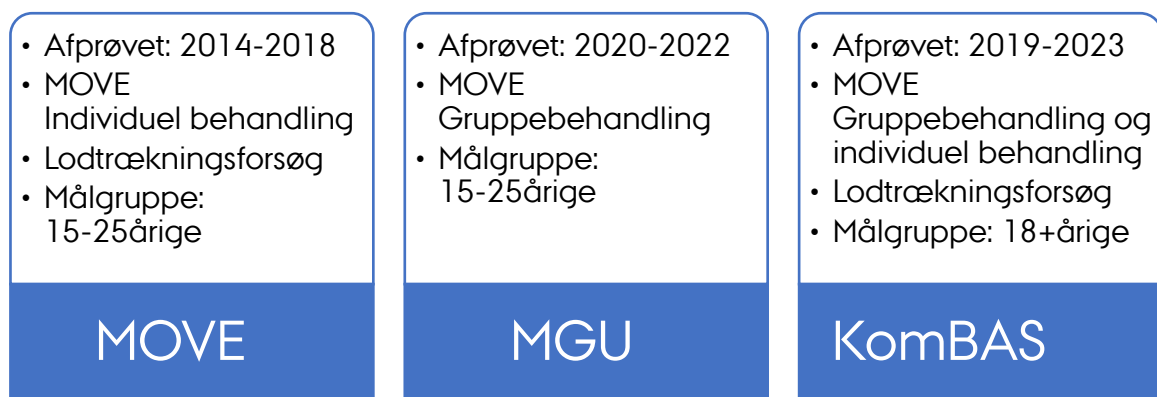 • Afprøvet: 2014-2018
• MOVE
Individuel behandling
• Lodtrækningsforsøg
• Målgruppe:
15-25årige
MOVE
• Afprøvet: 2020-2022
• MOVE
Gruppebehandling
• Målgruppe:
15-25årige
MGU
• Afprøvet: 2019-2023
• MOVE
Gruppebehandling og
individuel behandling
• Lodtrækningsforsøg
• Målgruppe: 18+årige
KomBAS